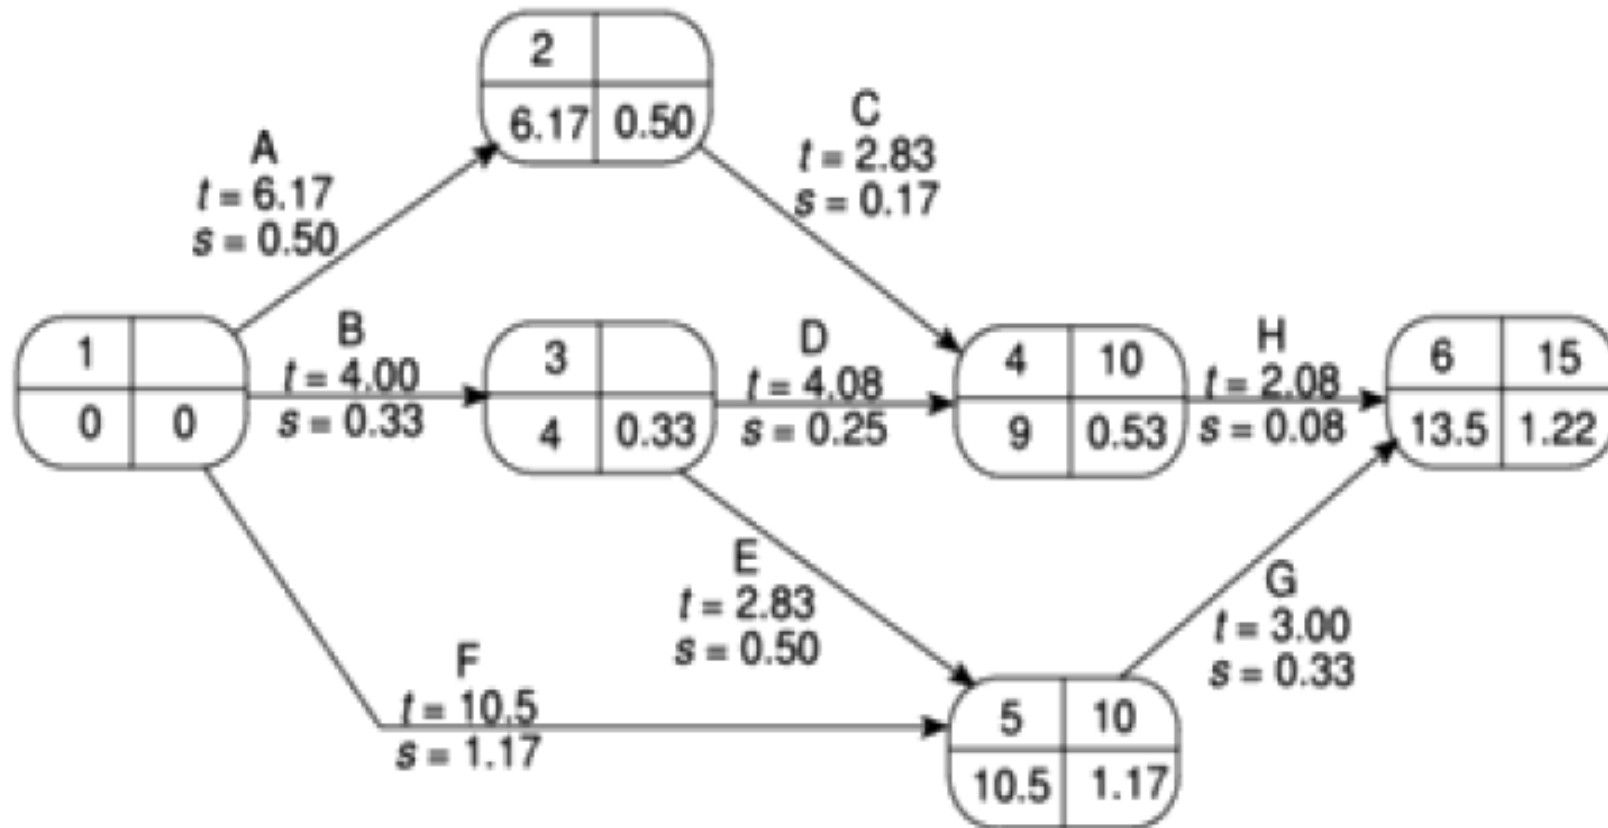 2
6.17 0.50
A
t = 6.17
s = 0.50
C
t = 2.83
s = 0.17
1
0 0
B
t = 4.00
s = 0.33
3
4 0.33
D
t = 4.08
s = 0.25
4 10
9 0.53
H
t = 2.08
s = 0.08
6 15
13.5 1.22
E
t = 2.83
s = 0.50
G
t = 3.00
s = 0.33
F
t = 10.5
s = 1.17
5 10
10.5 1.17